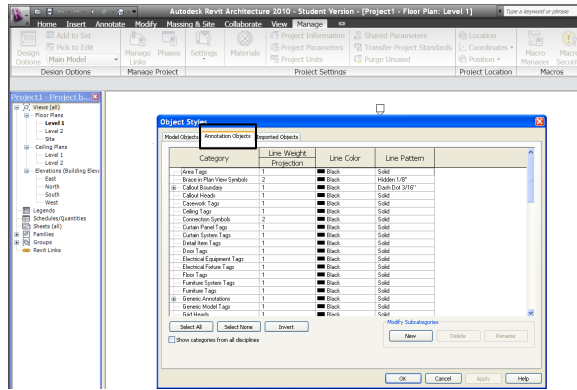 Autodesk Revit Architecture 2010 - Student Version - [Project1 - Floor Plan: Level 1]
Type a keyword or phrase
Home Insert Annotate Modify Massing & Site Collaborate View Manage
Design Options
Add to Set
Pick to Edit
Main Model
Manage Links
Phases
Settings
Materials
Project Information
Project Parameters
Project Units
Shared Parameters
Transfer Project Standards
Purge Unused
Location
Coordinates
Position
Macro Manager
Macro Securi
Design Options
Manage Project
Project Settings
Project Location
Macros
Project1 - Project b...
Views (all)
Floor Plans
Level 1
Level 2
Site
Ceiling Plans
Level 1
Level 2
Elevations (Building Elev
East
North
South
West
Legends
Schedules/Quantities
Sheets (all)
Families
Groups
Revit Links
Object Styles
Model Objects
Annotation Objects
Imported Objects
Category
Line Weight
Projection
Line Color
Line Pattern
Area Tags 1 Black Solid
Brace in Plan View Symbols 2 Black Hidden 1/8"
Callout Boundary 1 Black Dash Dot 3/16"
Callout Heads 1 Black Solid
Casework Tags 1 Black Solid
Ceiling Tags 1 Black Solid
Connection Symbols 2 Black Solid
Curtain Panel Tags 1 Black Solid
Curtain System Tags 1 Black Solid
Detail Item Tags 1 Black Solid
Door Tags 1 Black Solid
Electrical Equipment Tags 1 Black Solid
Electrical Fixture Tags 1 Black Solid
Floor Tags 1 Black Solid
Furniture System Tags 1 Black Solid
Furniture Tags 1 Black Solid
Generic Annotations 1 Black Solid
Generic Model Tags 1 Black Solid
Grid Heads 1 Black Solid
Select All
Select None
Invert
Show categories from all disciplines
Modify Subcategories
New
Delete
Rename
OK
Cancel
Apply
Help